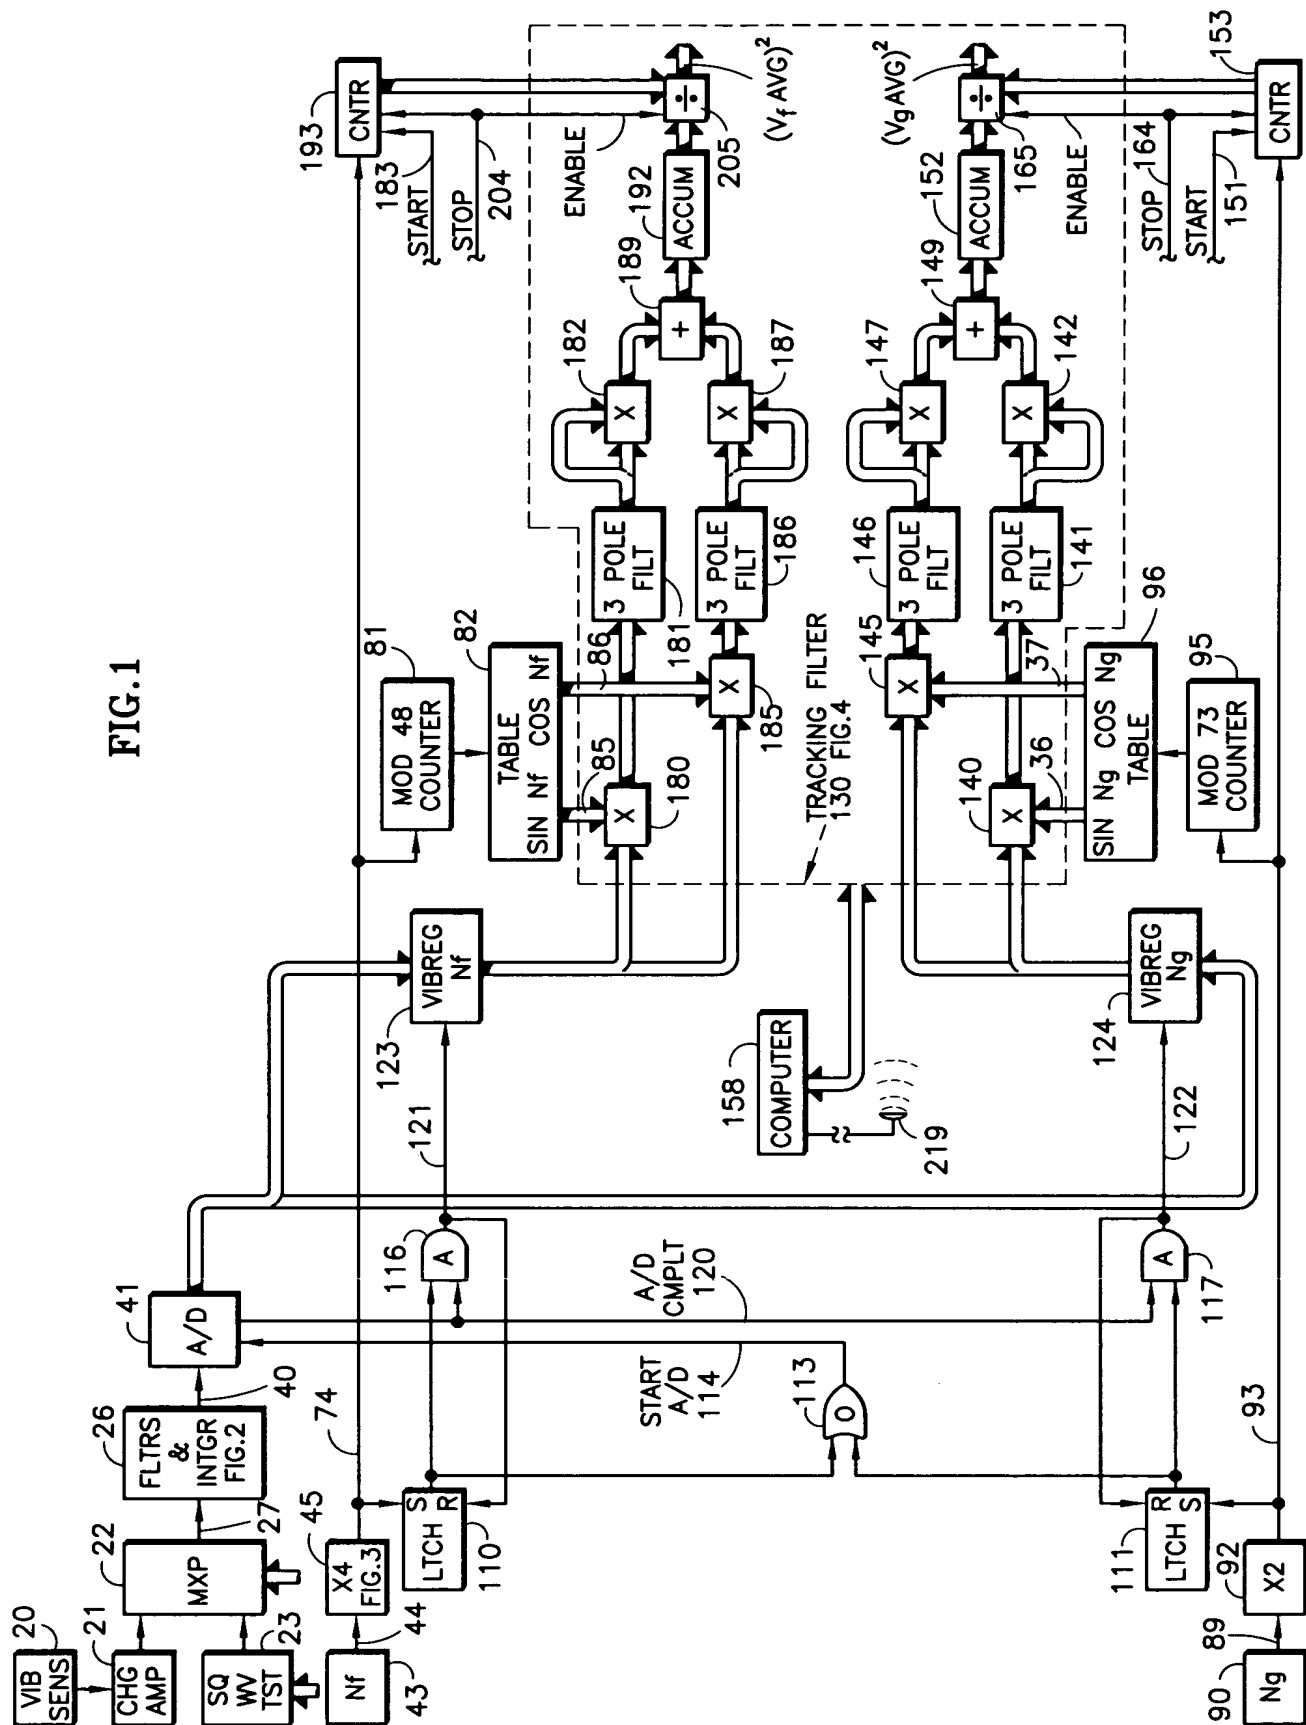 FIG.1
VIB
SENS
20
CHG
AMP
21
SQ
WV
TST
23
MXP
22
27
FLTRS
&
INTGR
FIG.2
26
40
A/D
41
Nf
43
44
X4
FIG.3
45
74
LTCH
S
R
110
A
116
121
VIBREG
Nf
123
START
A/D
114
A/D
CMPLT
120
O
113
COMPUTER
158
219
MOD 48
COUNTER
81
TABLE
SIN Nf COS Nf
82
85
86
X
180
X
185
3 POLE
FILT
181
3 POLE
FILT
186
X
182
X
187
+
189
ACCUM
192
÷
205
(Vf AVG)²
ENABLE
START
183
STOP
204
CNTR
193
TRACKING FILTER
130 FIG.4
Ng
90
89
X2
92
93
LTCH
R
S
111
A
117
122
VIBREG
Ng
124
X
140
X
145
36
37
SIN Ng COS Ng
TABLE
96
MOD 73
COUNTER
95
3 POLE
FILT
146
3 POLE
FILT
141
X
147
X
142
+
149
ACCUM
152
÷
165
(Vg AVG)²
ENABLE
STOP
164
START
151
CNTR
153